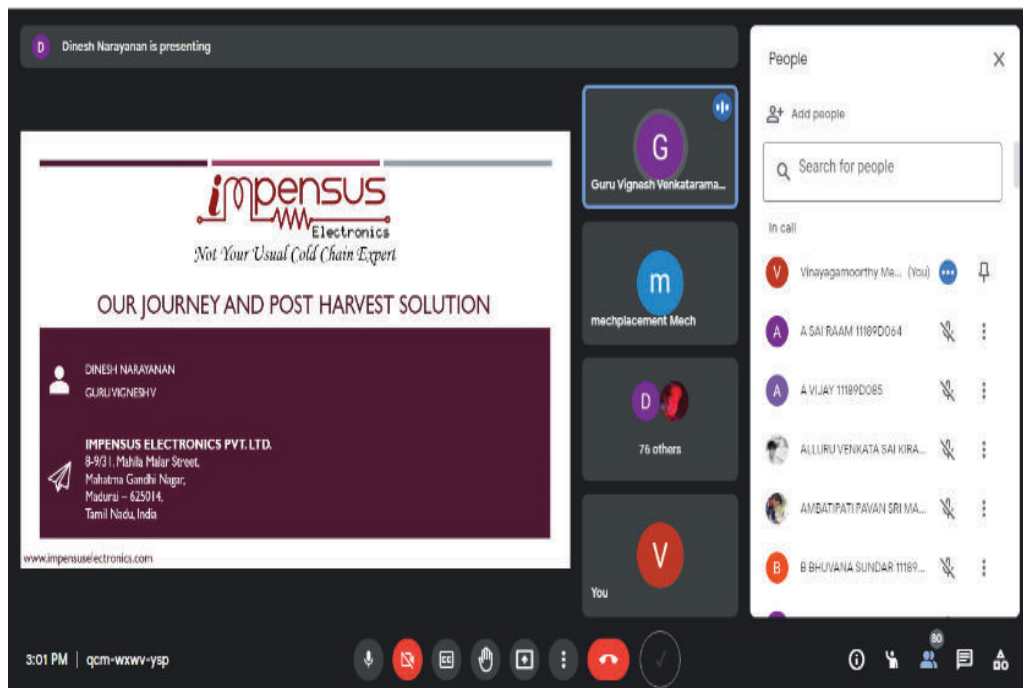 D Dinesh Narayanan is presenting
impensus
Electronics
Not Your Usual Cold Chain Expert
OUR JOURNEY AND POST HARVEST SOLUTION
DINESH NARAYANAN
GURU VIGNESH V
IMPENSUS ELECTRONICS PVT. LTD.
8-9/31, Mahila Malar Street,
Mahatma Gandhi Nagar,
Madurai – 625014,
Tamil Nadu, India
www.impensuselectronics.com
G
Guru Vignesh Venkatarama...
m
mechplacement Mech
D
76 others
V
You
People
Add people
Search for people
In call
V Vinayagamoorthy Me... (You)
A A SAI RAAM 11189D064
A A VIJAY 11189D085
ALLURU VENKATA SAI KIRA...
AMBATIPATI PAVAN SRI MA...
B B BHUVANA SUNDAR 11189...
3:01 PM | qcm-wxwv-ysp
CC
80